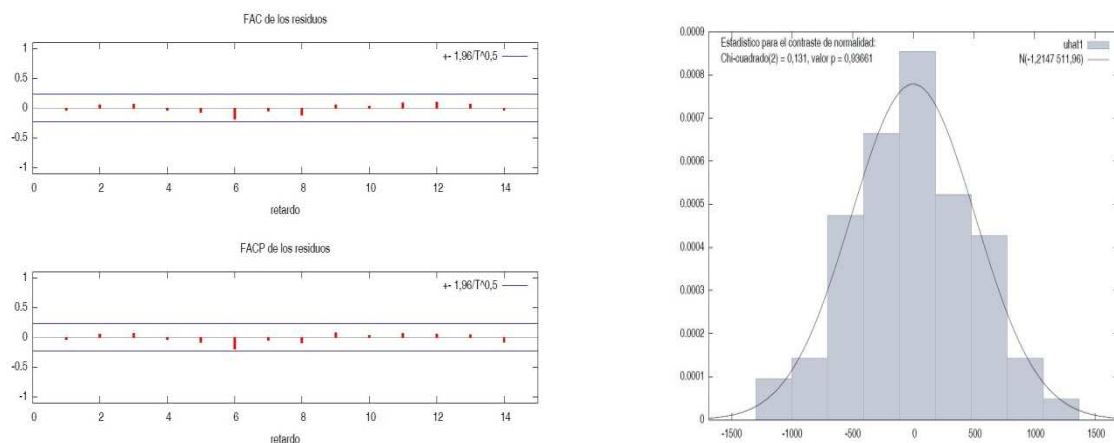 FAC de los residuos
+- 1,96/T^0,5
1
0.5
0
-0.5
-1
0 2 4 6 8 10 12 14
retardo
FACP de los residuos
+- 1,96/T^0,5
1
0.5
0
-0.5
-1
0 2 4 6 8 10 12 14
retardo
Estadístico para el contraste de normalidad:
Chi-cuadrado(2) = 0,131, valor p = 0,93661
uhat1
N(-1,2147 511,96)
0.0009
0.0008
0.0007
0.0006
0.0005
0.0004
0.0003
0.0002
0.0001
0
-1500 -1000 -500 0 500 1000 1500